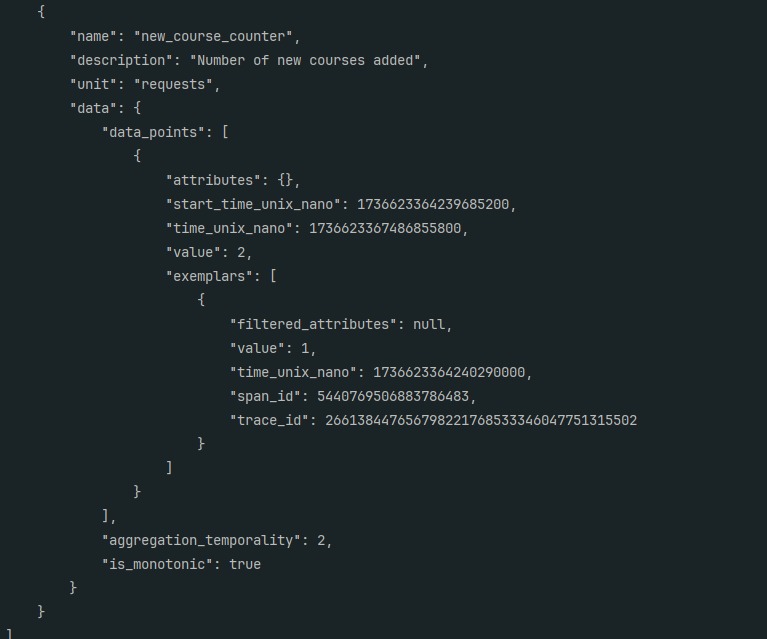 {
"name": "new_course_counter",
"description": "Number of new courses added",
"unit": "requests",
"data": {
"data_points": [
{
"attributes": {},
"start_time_unix_nano": 1736623364239685200,
"time_unix_nano": 1736623367486855800,
"value": 2,
"exemplars": [
{
"filtered_attributes": null,
"value": 1,
"time_unix_nano": 1736623364240290000,
"span_id": 5440769506883786483,
"trace_id": 266138447656798221768533346047751315502
}
]
}
],
"aggregation_temporality": 2,
"is_monotonic": true
}
}
]